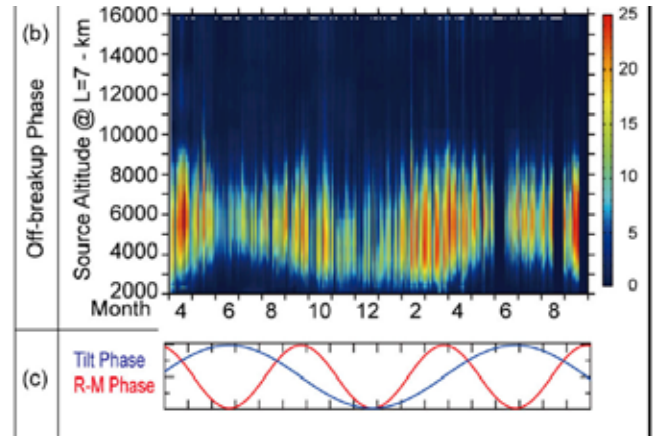 (b)
Off-breakup Phase
Source Altitude @ L=7 - km
16000
14000
12000
10000
8000
6000
4000
2000
25
20
15
10
5
0
Month
4 6 8 10 12 2 4 6 8
(c)
Tilt Phase
R-M Phase